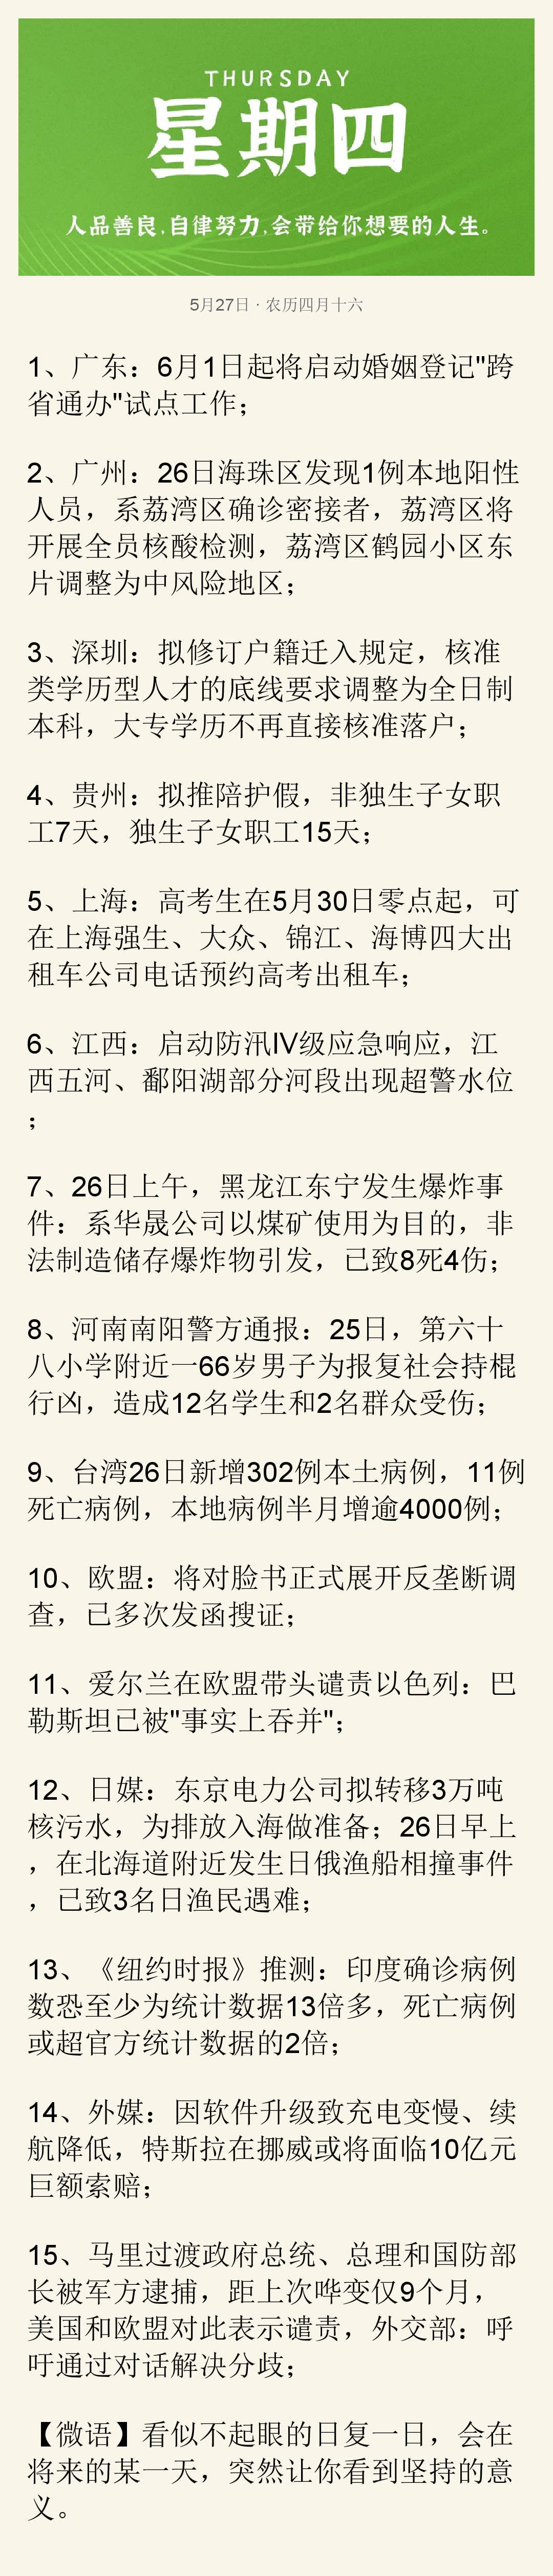 THURSDAY
星期四
人品善良,自律努力,会带给你想要的人生。
5月27日 · 农历四月十六
1、广东：6月1日起将启动婚姻登记"跨
省通办"试点工作；
2、广州：26日海珠区发现1例本地阳性
人员，系荔湾区确诊密接者，荔湾区将
开展全员核酸检测，荔湾区鹤园小区东
片调整为中风险地区；
3、深圳：拟修订户籍迁入规定，核准
类学历型人才的底线要求调整为全日制
本科，大专学历不再直接核准落户；
4、贵州：拟推陪护假，非独生子女职
工7天，独生子女职工15天；
5、上海：高考生在5月30日零点起，可
在上海强生、大众、锦江、海博四大出
租车公司电话预约高考出租车；
6、江西：启动防汛IV级应急响应，江
西五河、鄱阳湖部分河段出现超警水位
；
7、26日上午，黑龙江东宁发生爆炸事
件：系华晟公司以煤矿使用为目的，非
法制造储存爆炸物引发，已致8死4伤；
8、河南南阳警方通报：25日，第六十
八小学附近一66岁男子为报复社会持棍
行凶，造成12名学生和2名群众受伤；
9、台湾26日新增302例本土病例，11例
死亡病例，本地病例半月增逾4000例；
10、欧盟：将对脸书正式展开反垄断调
查，已多次发函搜证；
11、爱尔兰在欧盟带头谴责以色列：巴
勒斯坦已被"事实上吞并"；
12、日媒：东京电力公司拟转移3万吨
核污水，为排放入海做准备；26日早上
，在北海道附近发生日俄渔船相撞事件
，已致3名日渔民遇难；
13、《纽约时报》推测：印度确诊病例
数恐至少为统计数据13倍多，死亡病例
或超官方统计数据的2倍；
14、外媒：因软件升级致充电变慢、续
航降低，特斯拉在挪威或将面临10亿元
巨额索赔；
15、马里过渡政府总统、总理和国防部
长被军方逮捕，距上次哗变仅9个月，
美国和欧盟对此表示谴责，外交部：呼
吁通过对话解决分歧；
【微语】看似不起眼的日复一日，会在
将来的某一天，突然让你看到坚持的意
义。